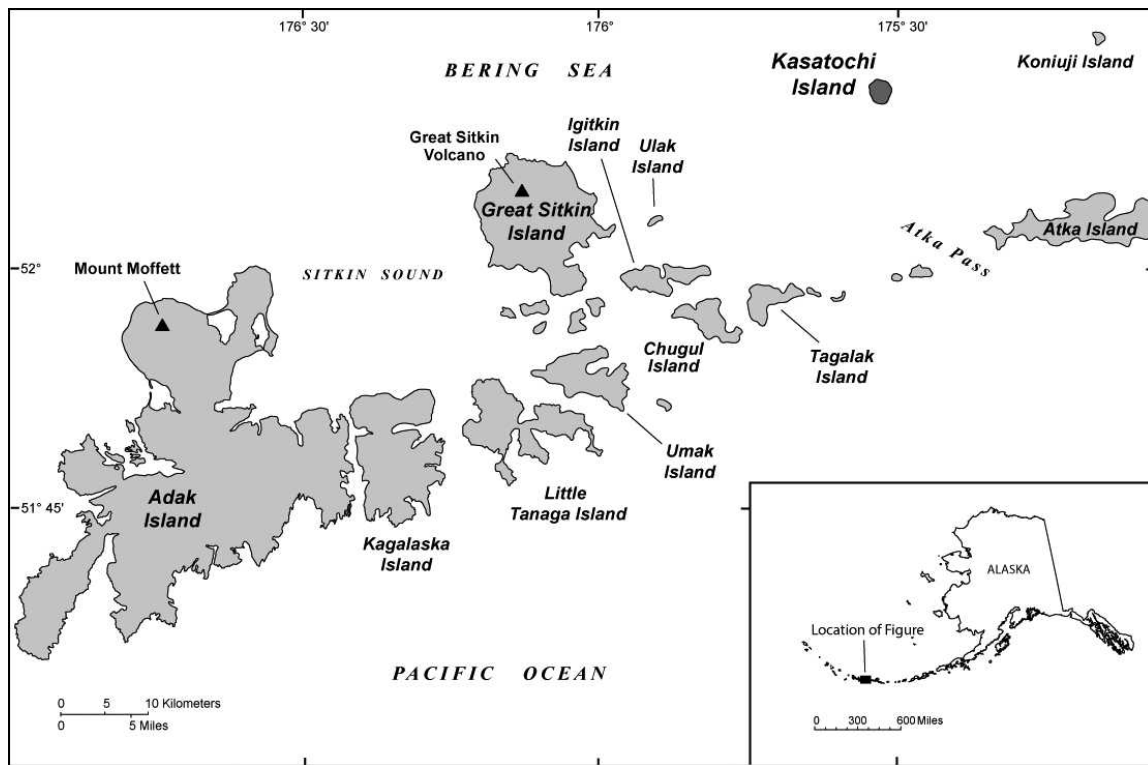 176° 30'
176°
175° 30'
BERING SEA
Kasatochi
Island
Koniuji Island
Great Sitkin
Volcano
Igitkin
Island
Ulak
Island
Great Sitkin
Island
Atka Island
Atka Pass
52°
Mount Moffett
SITKIN SOUND
Chugul
Island
Tagalak
Island
Umak
Island
Adak
Island
51° 45'
Little
Tanaga Island
Kagalaska
Island
PACIFIC OCEAN
0 5 10 Kilometers
0 5 Miles
ALASKA
Location of Figure
0 300 600 Miles